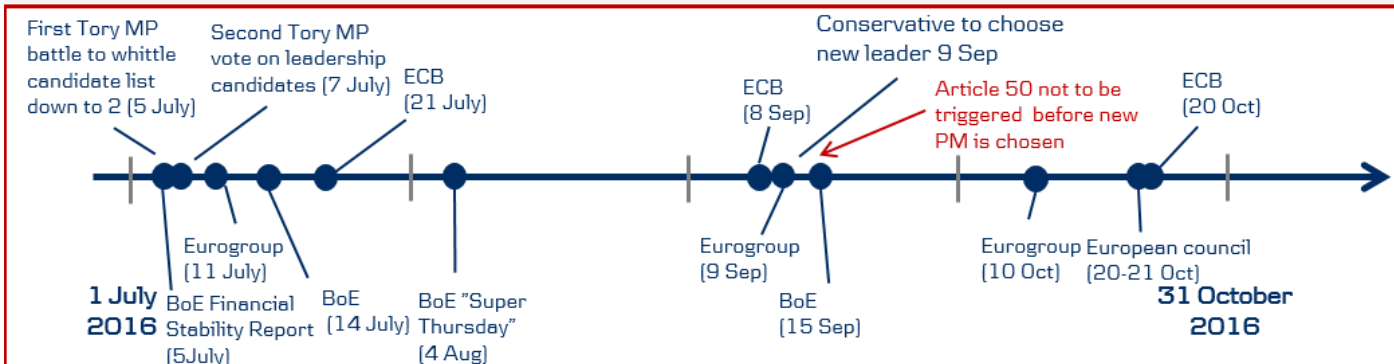 First Tory MP
battle to whittle
candidate list
down to 2 (5 July)
Second Tory MP
vote on leadership
candidates (7 July)
ECB
(21 July)
ECB
(8 Sep)
Conservative to choose
new leader 9 Sep
Article 50 not to be
triggered before new
PM is chosen
ECB
(20 Oct)
1 July
2016
BoE Financial
Stability Report
(5July)
Eurogroup
(11 July)
BoE
(14 July)
BoE "Super
Thursday"
(4 Aug)
Eurogroup
(9 Sep)
BoE
(15 Sep)
Eurogroup
(10 Oct)
European council
(20-21 Oct)
31 October
2016